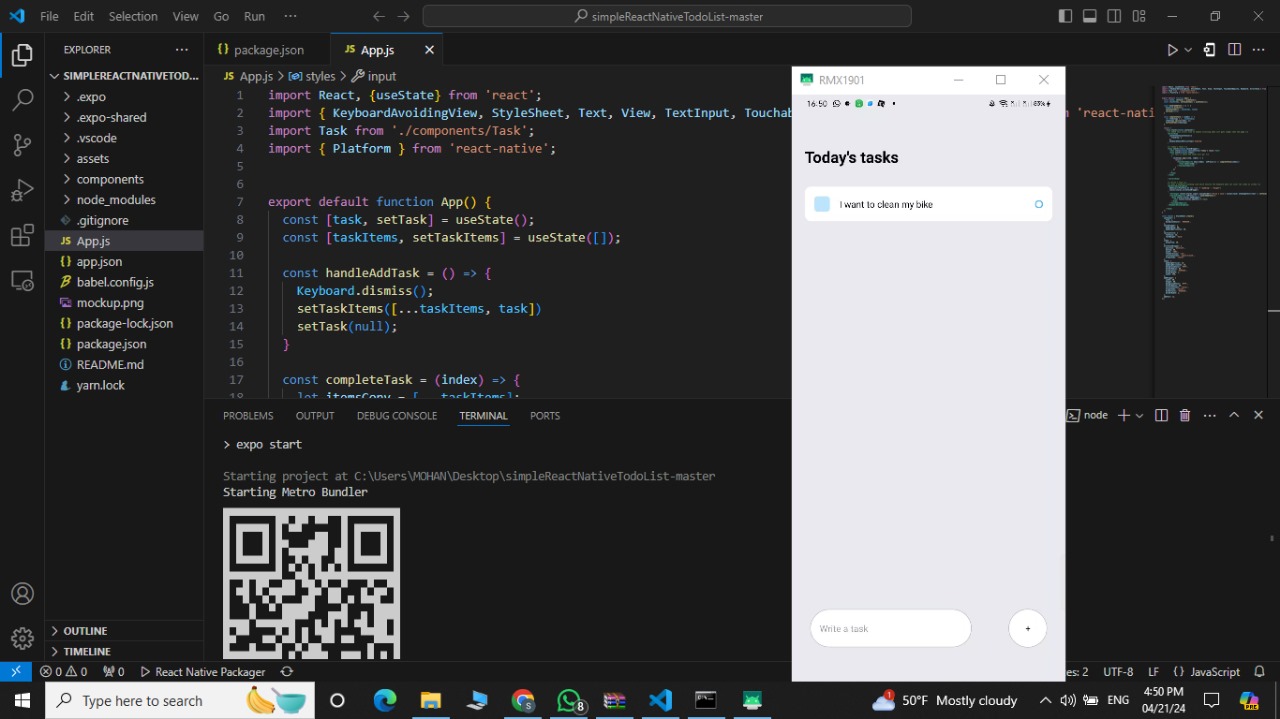 File Edit Selection View Go Run ··· simpleReactNativeTodoList-master
EXPLORER ···
SIMPLEREACTNATIVETOD...
.expo
.expo-shared
.vscode
assets
components
node_modules
.gitignore
JS App.js
app.json
babel.config.js
mockup.png
package-lock.json
package.json
README.md
yarn.lock
OUTLINE
TIMELINE
{} package.json JS App.js
JS App.js > styles > input
1 import React, {useState} from 'react';
2 import { KeyboardAvoidingView, StyleSheet, Text, View, TextInput, Touchab
from 'react-nati
3 import Task from './components/Task';
4 import { Platform } from 'react-native';
5
6
7 export default function App() {
8 const [task, setTask] = useState();
9 const [taskItems, setTaskItems] = useState([]);
10
11 const handleAddTask = () => {
12 Keyboard.dismiss();
13 setTaskItems([...taskItems, task])
14 setTask(null);
15 }
16
17 const completeTask = (index) => {
18 let itemsCopy = [...taskItems];
PROBLEMS OUTPUT DEBUG CONSOLE TERMINAL PORTS
node
> expo start
Starting project at C:\Users\MOHAN\Desktop\simpleReactNativeTodoList-master
Starting Metro Bundler
RMX1901
16:50
83%
Today's tasks
I want to clean my bike
Write a task
+
0 0 0 React Native Packager
es: 2 UTF-8 LF {} JavaScript
Type here to search
8
1
50°F Mostly cloudy
ENG
4:50 PM
04/21/24
PRE